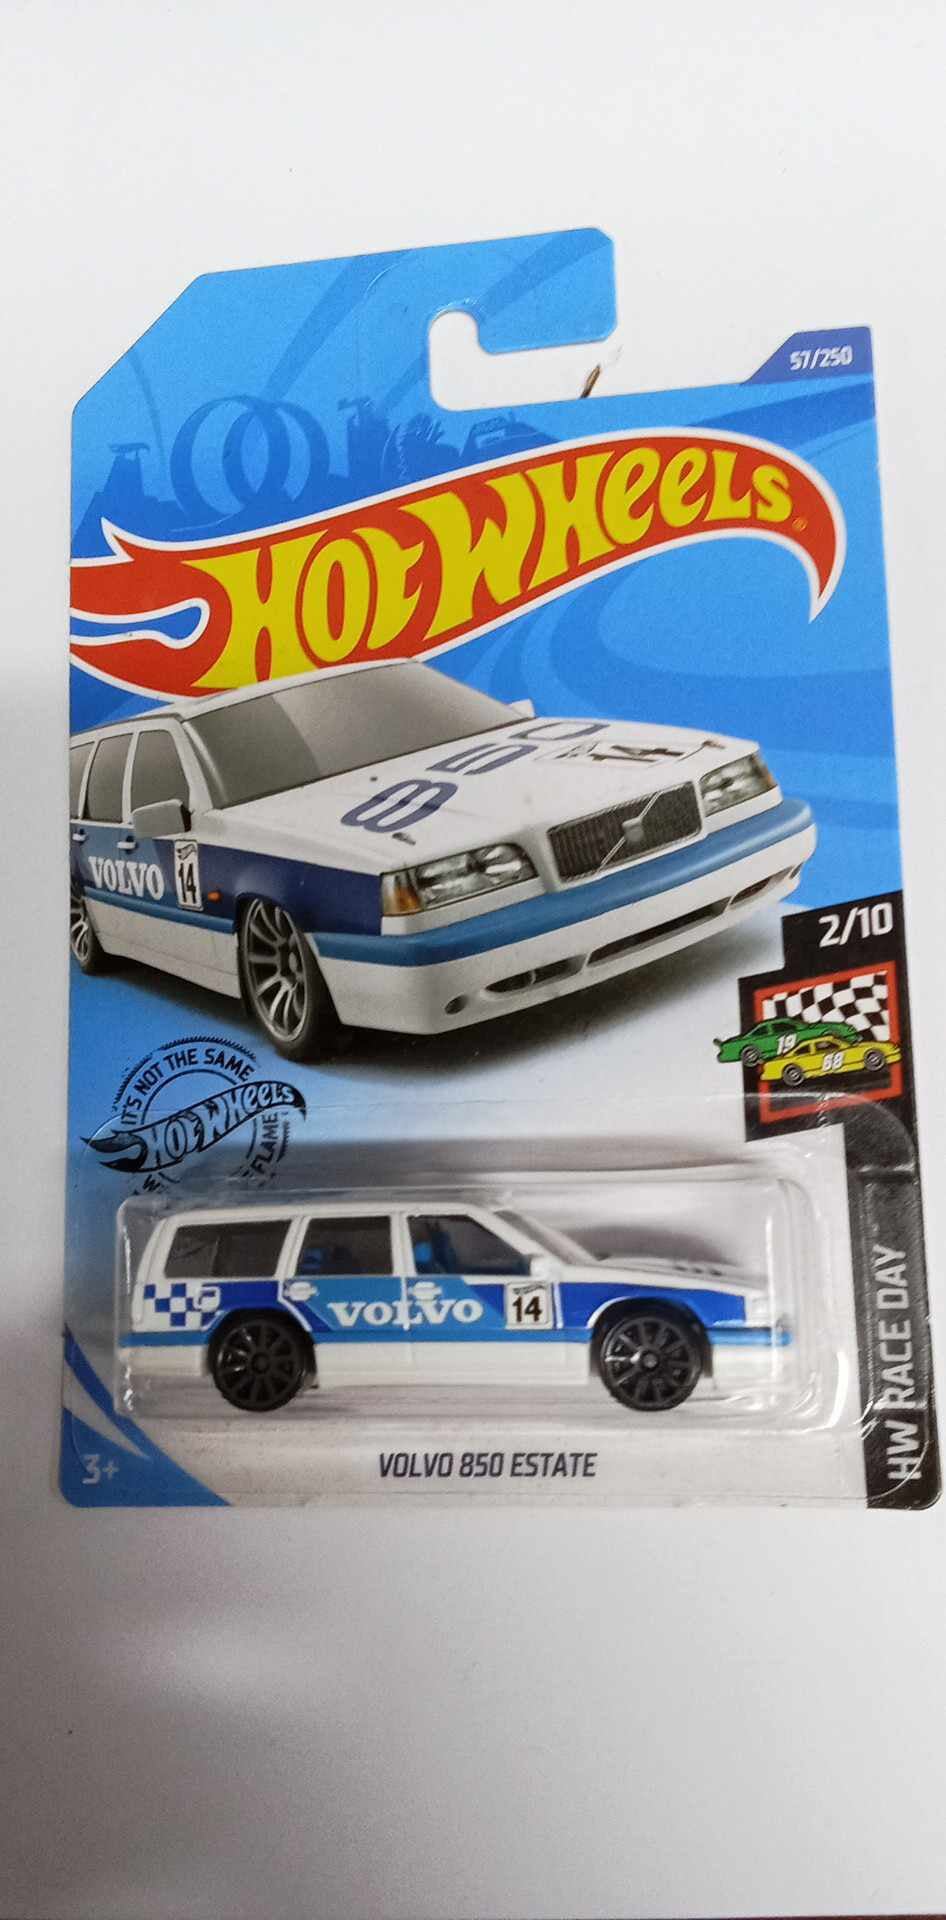 57/250
HOT WHEELS
850
14
VOLVO
14
2/10
19
68
IT'S NOT THE SAME
HOT WHEELS
FLAME
VOLVO
14
HW RACE DAY
3+
VOLVO 850 ESTATE